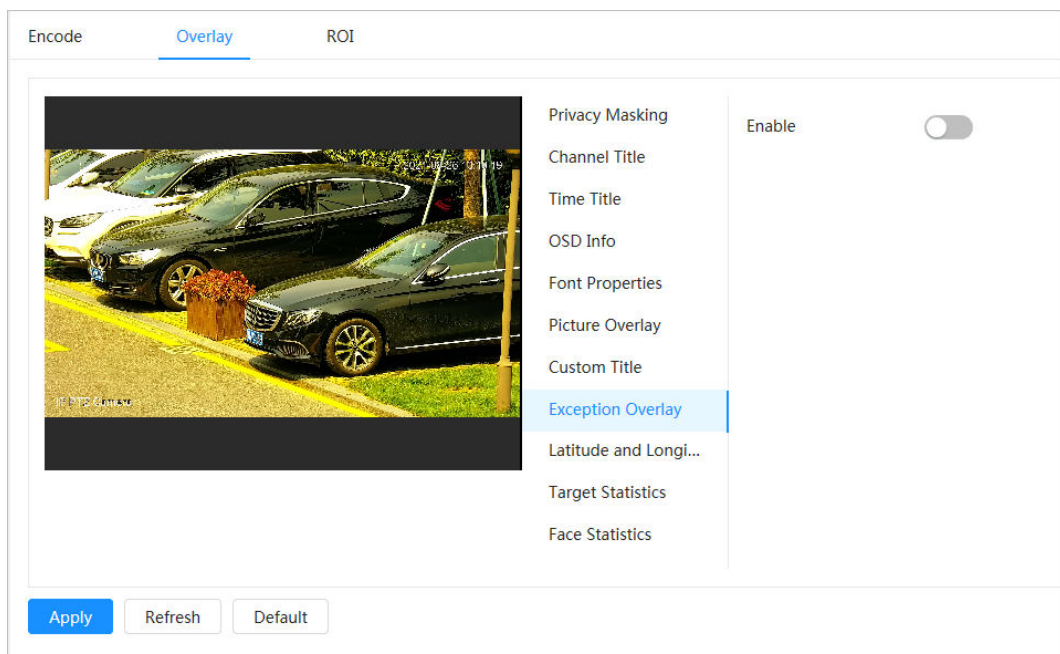 Encode
Overlay
ROI
Privacy Masking
Channel Title
Time Title
OSD Info
Font Properties
Picture Overlay
Custom Title
Exception Overlay
Latitude and Longi...
Target Statistics
Face Statistics
Enable
Apply
Refresh
Default